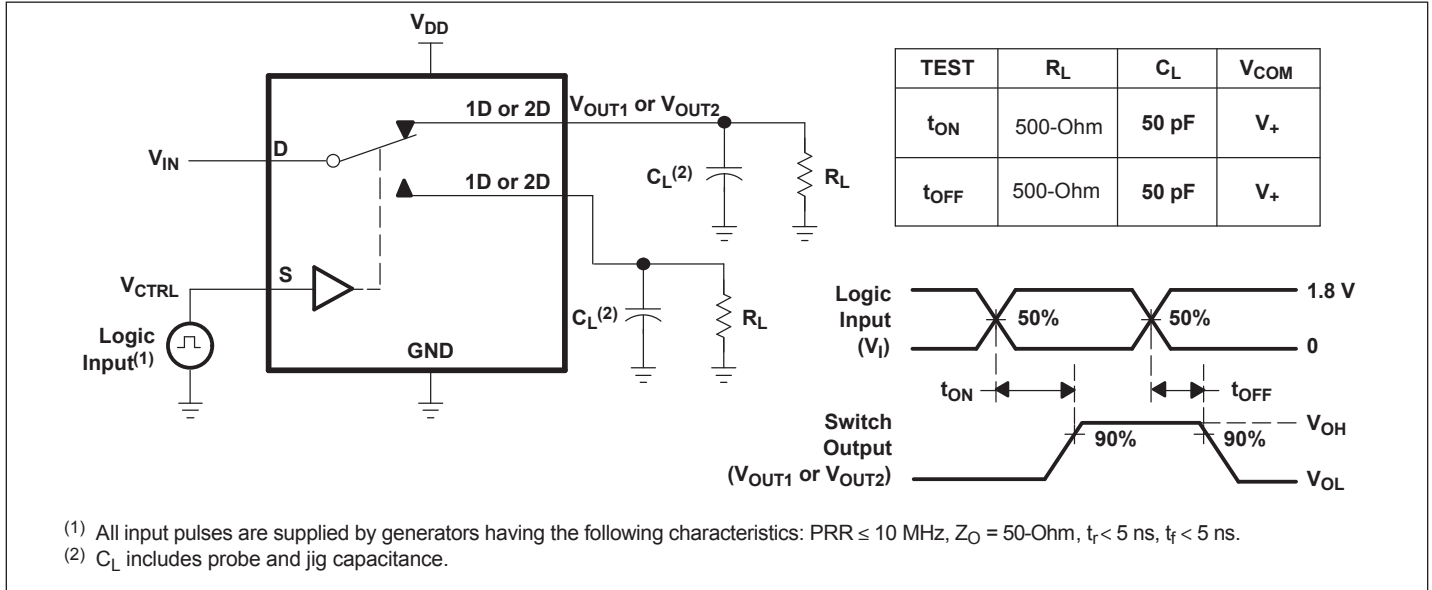 V_DD
1D or 2D
V_OUT1 or V_OUT2
V_IN
D
C_L(2)
R_L
1D or 2D
V_CTRL
S
C_L(2)
R_L
Logic
Input(1)
GND
TEST R_L C_L V_COM
t_ON 500-Ohm 50 pF V_+
t_OFF 500-Ohm 50 pF V_+
Logic
Input
(V_I)
50%
50%
1.8 V
0
t_ON
t_OFF
Switch
Output
(V_OUT1 or V_OUT2)
90%
90%
V_OH
V_OL
(1) All input pulses are supplied by generators having the following characteristics: PRR ≤ 10 MHz, Z_O = 50-Ohm, t_r< 5 ns, t_f < 5 ns.
(2) C_L includes probe and jig capacitance.